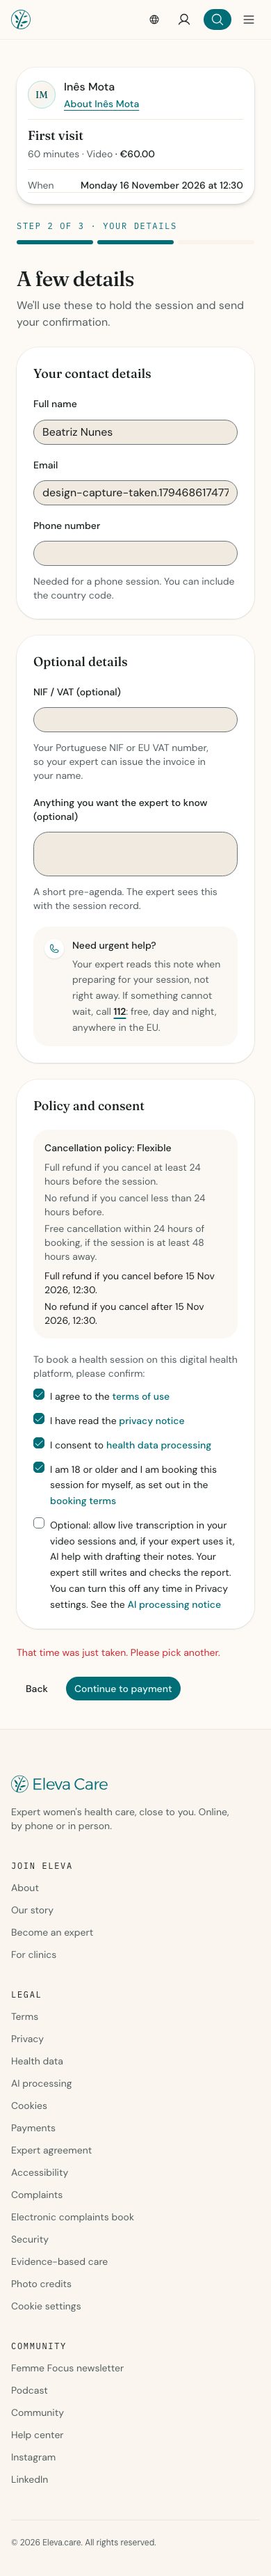 IM
Inês Mota
About Inês Mota
First visit
60 minutes · Video · €60.00
When Monday 16 November 2026 at 12:30
STEP 2 OF 3 · YOUR DETAILS
A few details
We'll use these to hold the session and send
your confirmation.
Your contact details
Full name
Beatriz Nunes
Email
design-capture-taken.179468617477
Phone number
Needed for a phone session. You can include
the country code.
Optional details
NIF / VAT (optional)
Your Portuguese NIF or EU VAT number,
so your expert can issue the invoice in
your name.
Anything you want the expert to know
(optional)
A short pre-agenda. The expert sees this
with the session record.
Need urgent help?
Your expert reads this note when
preparing for your session, not
right away. If something cannot
wait, call 112: free, day and night,
anywhere in the EU.
Policy and consent
Cancellation policy: Flexible
Full refund if you cancel at least 24
hours before the session.
No refund if you cancel less than 24
hours before.
Free cancellation within 24 hours of
booking, if the session is at least 48
hours away.
Full refund if you cancel before 15 Nov
2026, 12:30.
No refund if you cancel after 15 Nov
2026, 12:30.
To book a health session on this digital health
platform, please confirm:
I agree to the terms of use
I have read the privacy notice
I consent to health data processing
I am 18 or older and I am booking this
session for myself, as set out in the
booking terms
Optional: allow live transcription in your
video sessions and, if your expert uses it,
AI help with drafting their notes. Your
expert still writes and checks the report.
You can turn this off any time in Privacy
settings. See the AI processing notice
That time was just taken. Please pick another.
Back Continue to payment
Eleva Care
Expert women's health care, close to you. Online,
by phone or in person.
JOIN ELEVA
About
Our story
Become an expert
For clinics
LEGAL
Terms
Privacy
Health data
AI processing
Cookies
Payments
Expert agreement
Accessibility
Complaints
Electronic complaints book
Security
Evidence-based care
Photo credits
Cookie settings
COMMUNITY
Femme Focus newsletter
Podcast
Community
Help center
Instagram
LinkedIn
© 2026 Eleva.care. All rights reserved.